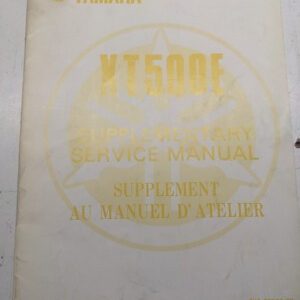 YAMAHA
XT500E
SUPPLEMENTARY
SERVICE MANUAL
SUPPLEMENT
AU MANUEL D'ATELIER